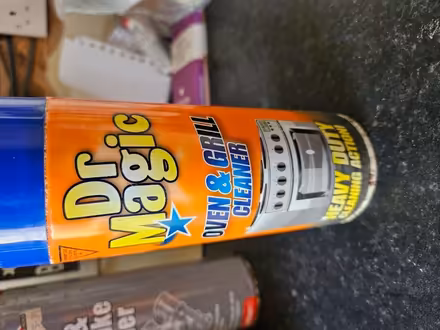 Dr
Magic
OVEN & GRILL
CLEANER
HEAVY DUTY
CLEANING ACTION
&